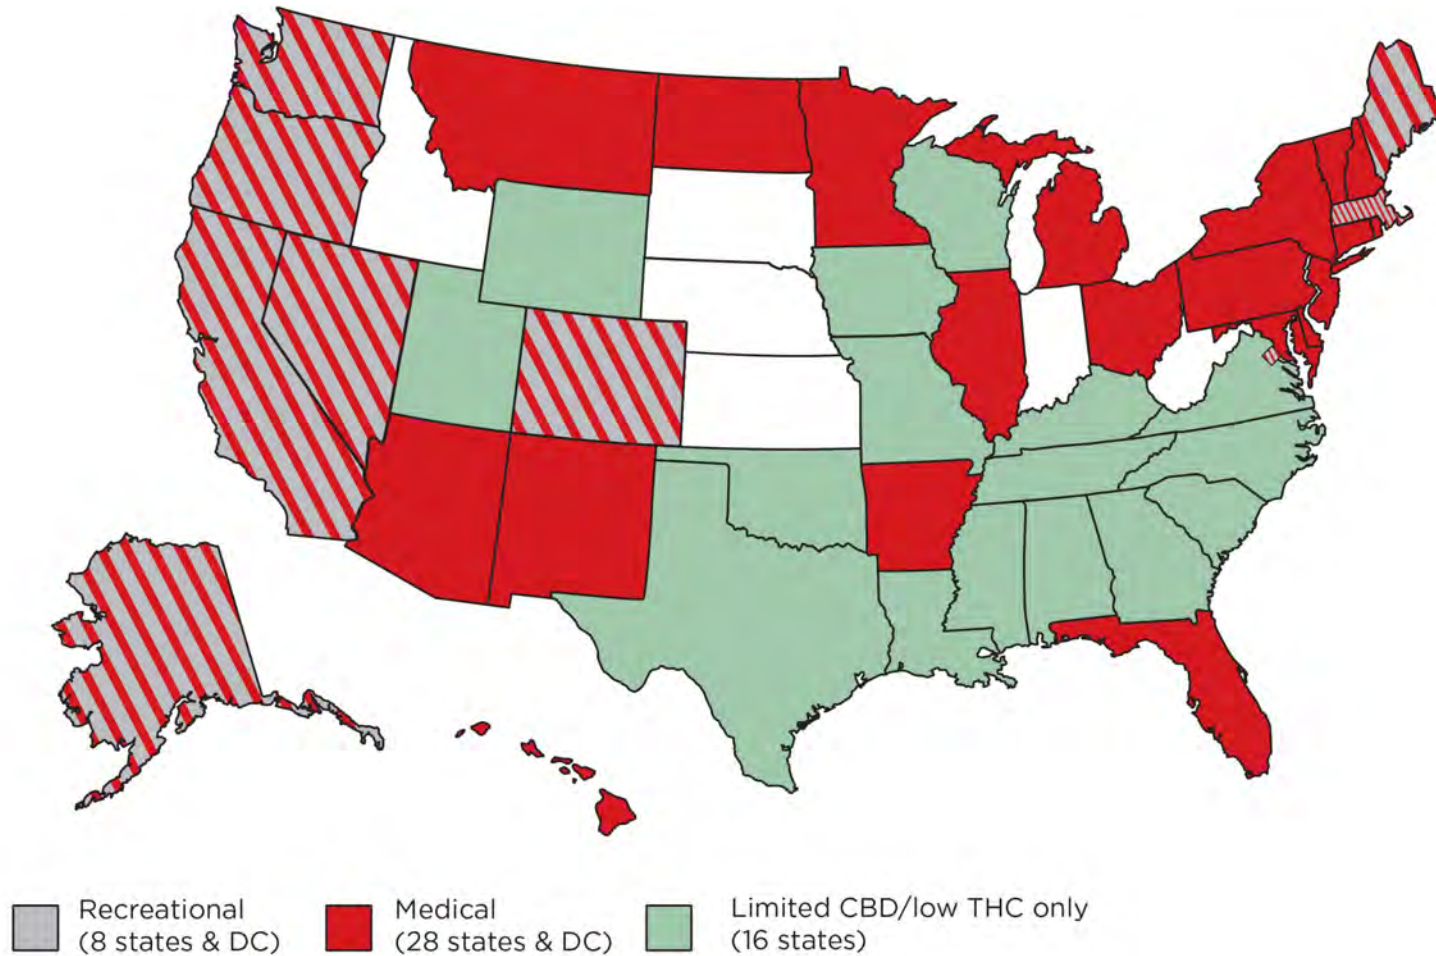 Recreational
(8 states & DC)
Medical
(28 states & DC)
Limited CBD/low THC only
(16 states)